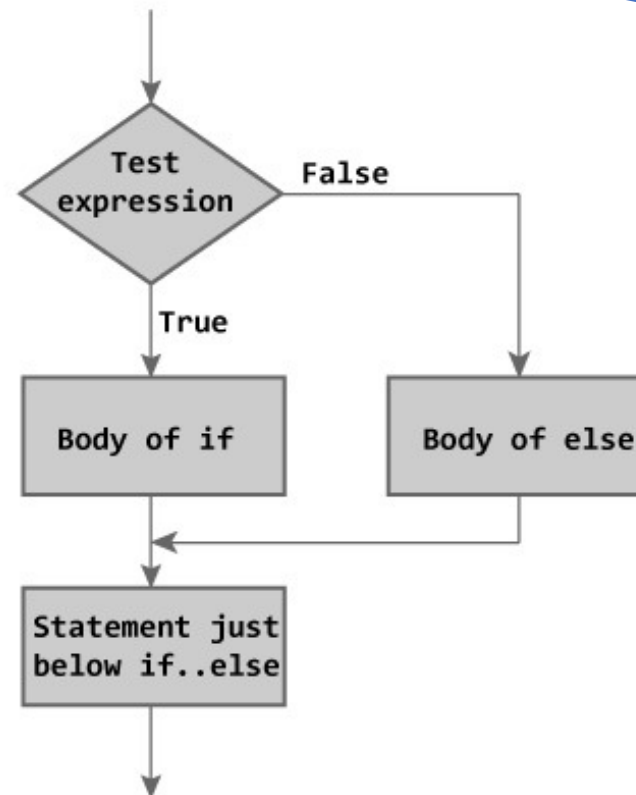 Test
expression
False
True
Body of if
Body of else
Statement just
below if..else